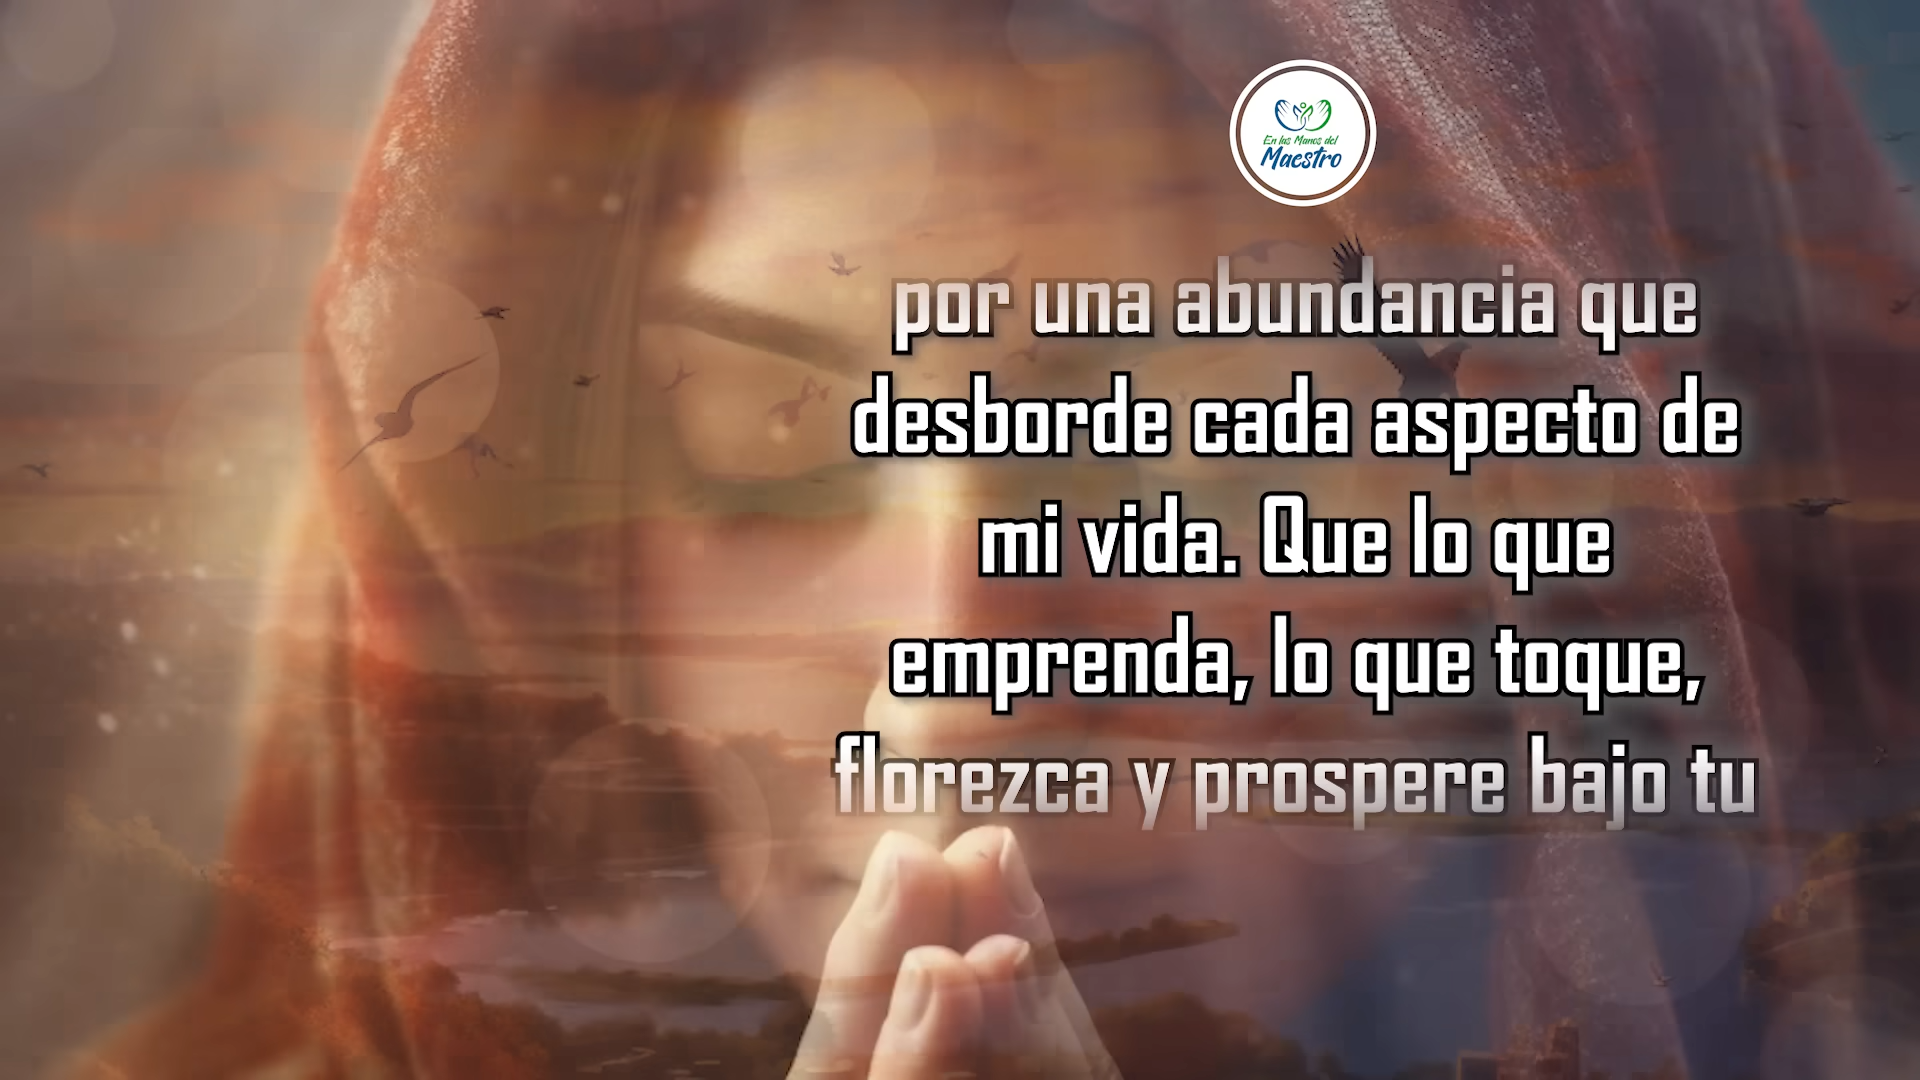 En las Manos del
Maestro
por una abundancia que
desborde cada aspecto de
mi vida. Que lo que
emprenda, lo que toque,
florezca y prospere bajo tu